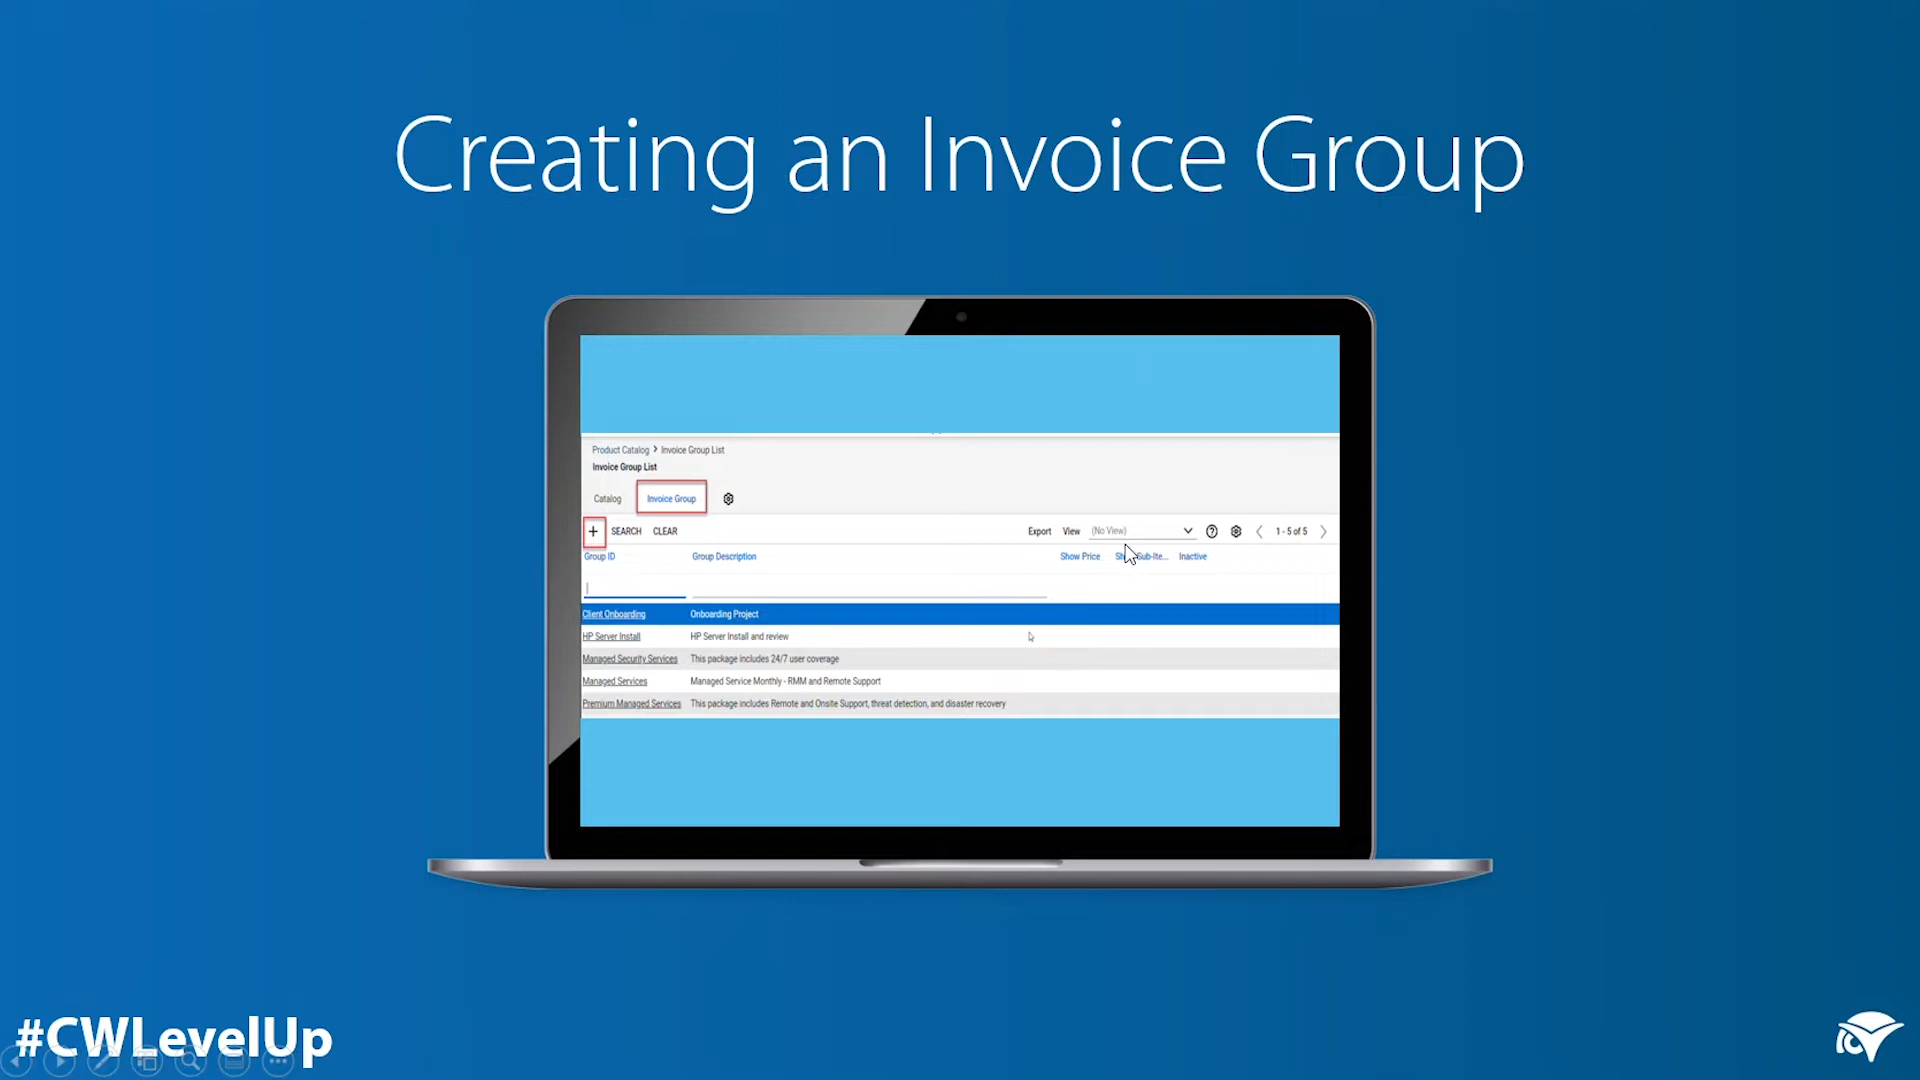 Creating an Invoice Group
Product Catalog > Invoice Group List
Invoice Group List
Catalog Invoice Group
+ SEARCH CLEAR Export View (No View) 1 - 5 of 5
Group ID Group Description Show Price Sub-Ite... Inactive
Client Onboarding Onboarding Project
HP Server Install HP Server Install and review
Managed Security Services This package includes 24/7 user coverage
Managed Services Managed Service Monthly - RMM and Remote Support
Premium Managed Services This package includes Remote and Onsite Support, threat detection, and disaster recovery
#CWLevelUp